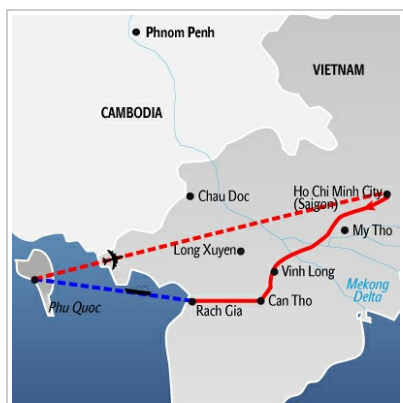 Phnom Penh
VIETNAM
CAMBODIA
Chau Doc
Ho Chi Minh City
(Saigon)
My Tho
Long Xuyen
Vinh Long
Mekong
Delta
Phu Quoc
Rach Gia
Can Tho